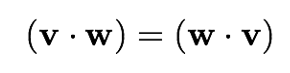 (v · w) = (w · v)